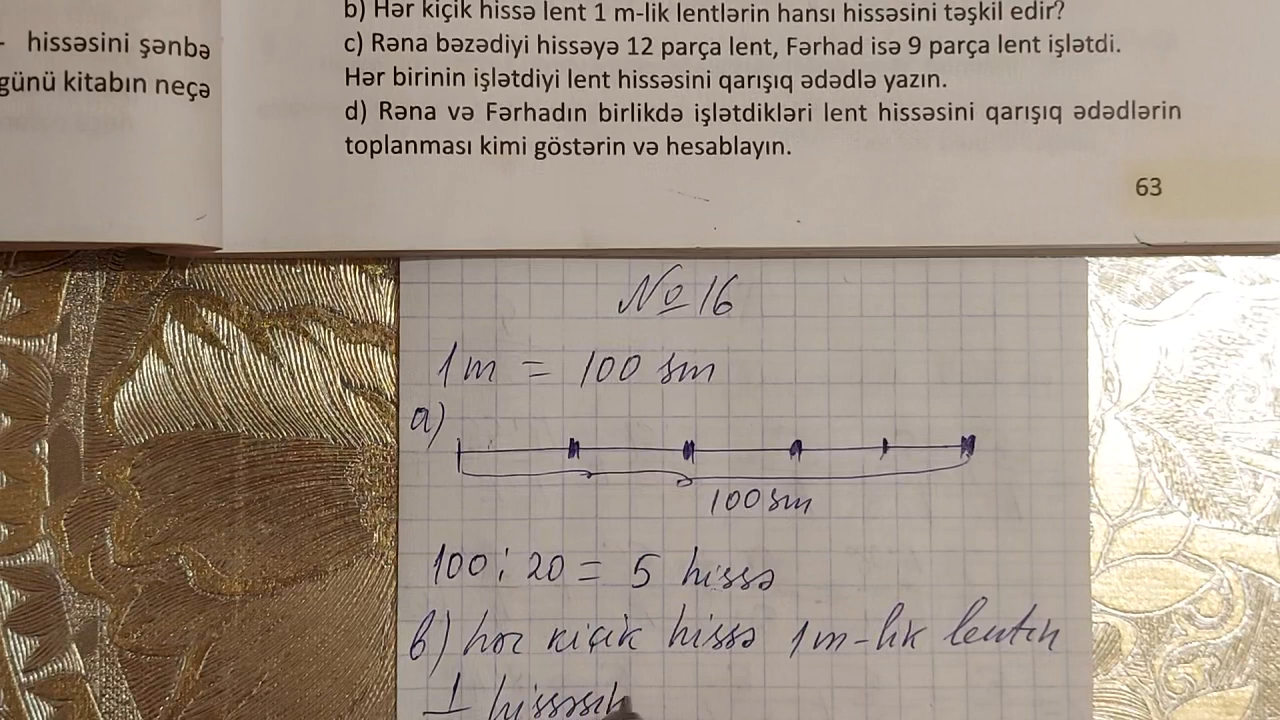 hissəsini şənbə
günü kitabın neçə
b) Hər kiçik hissə lent 1 m-lik lentlərin hansı hissəsini təşkil edir?
c) Rəna bəzədiyi hissəyə 12 parça lent, Fərhad isə 9 parça lent işlətdi.
Hər birinin işlətdiyi lent hissəsini qarışıq ədədlə yazın.
d) Rəna və Fərhadın birlikdə işlətdikləri lent hissəsini qarışıq ədədlərin
toplanması kimi göstərin və hesablayın.
63
№ 16
1m = 100 sm
a)
100 sm
100 : 20 = 5 hissə
b) hər kiçik hissə 1m-lik lentin
1